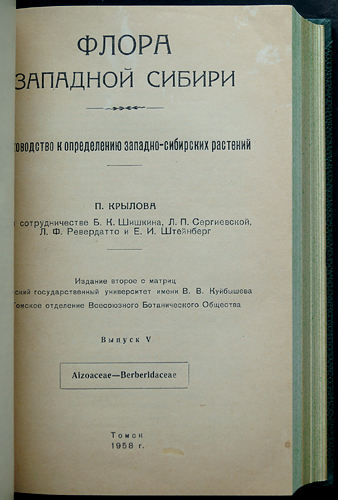 ФЛОРА
ЗАПАДНОЙ СИБИРИ
оводство к определению западно-сибирских растений
П. КРЫЛОВА
сотрудничестве Б. К. Шишкина, Л. П. Сергиевской,
Л. Ф. Ревердатто и Е. И. Штейнберг
Издание второе с матриц
ский государственный университет имени В. В. Куйбышева
Томское отделение Всесоюзного Ботанического Общества
Выпуск V
Aizoaceae—Berberidaceae
Томск
1958 г.